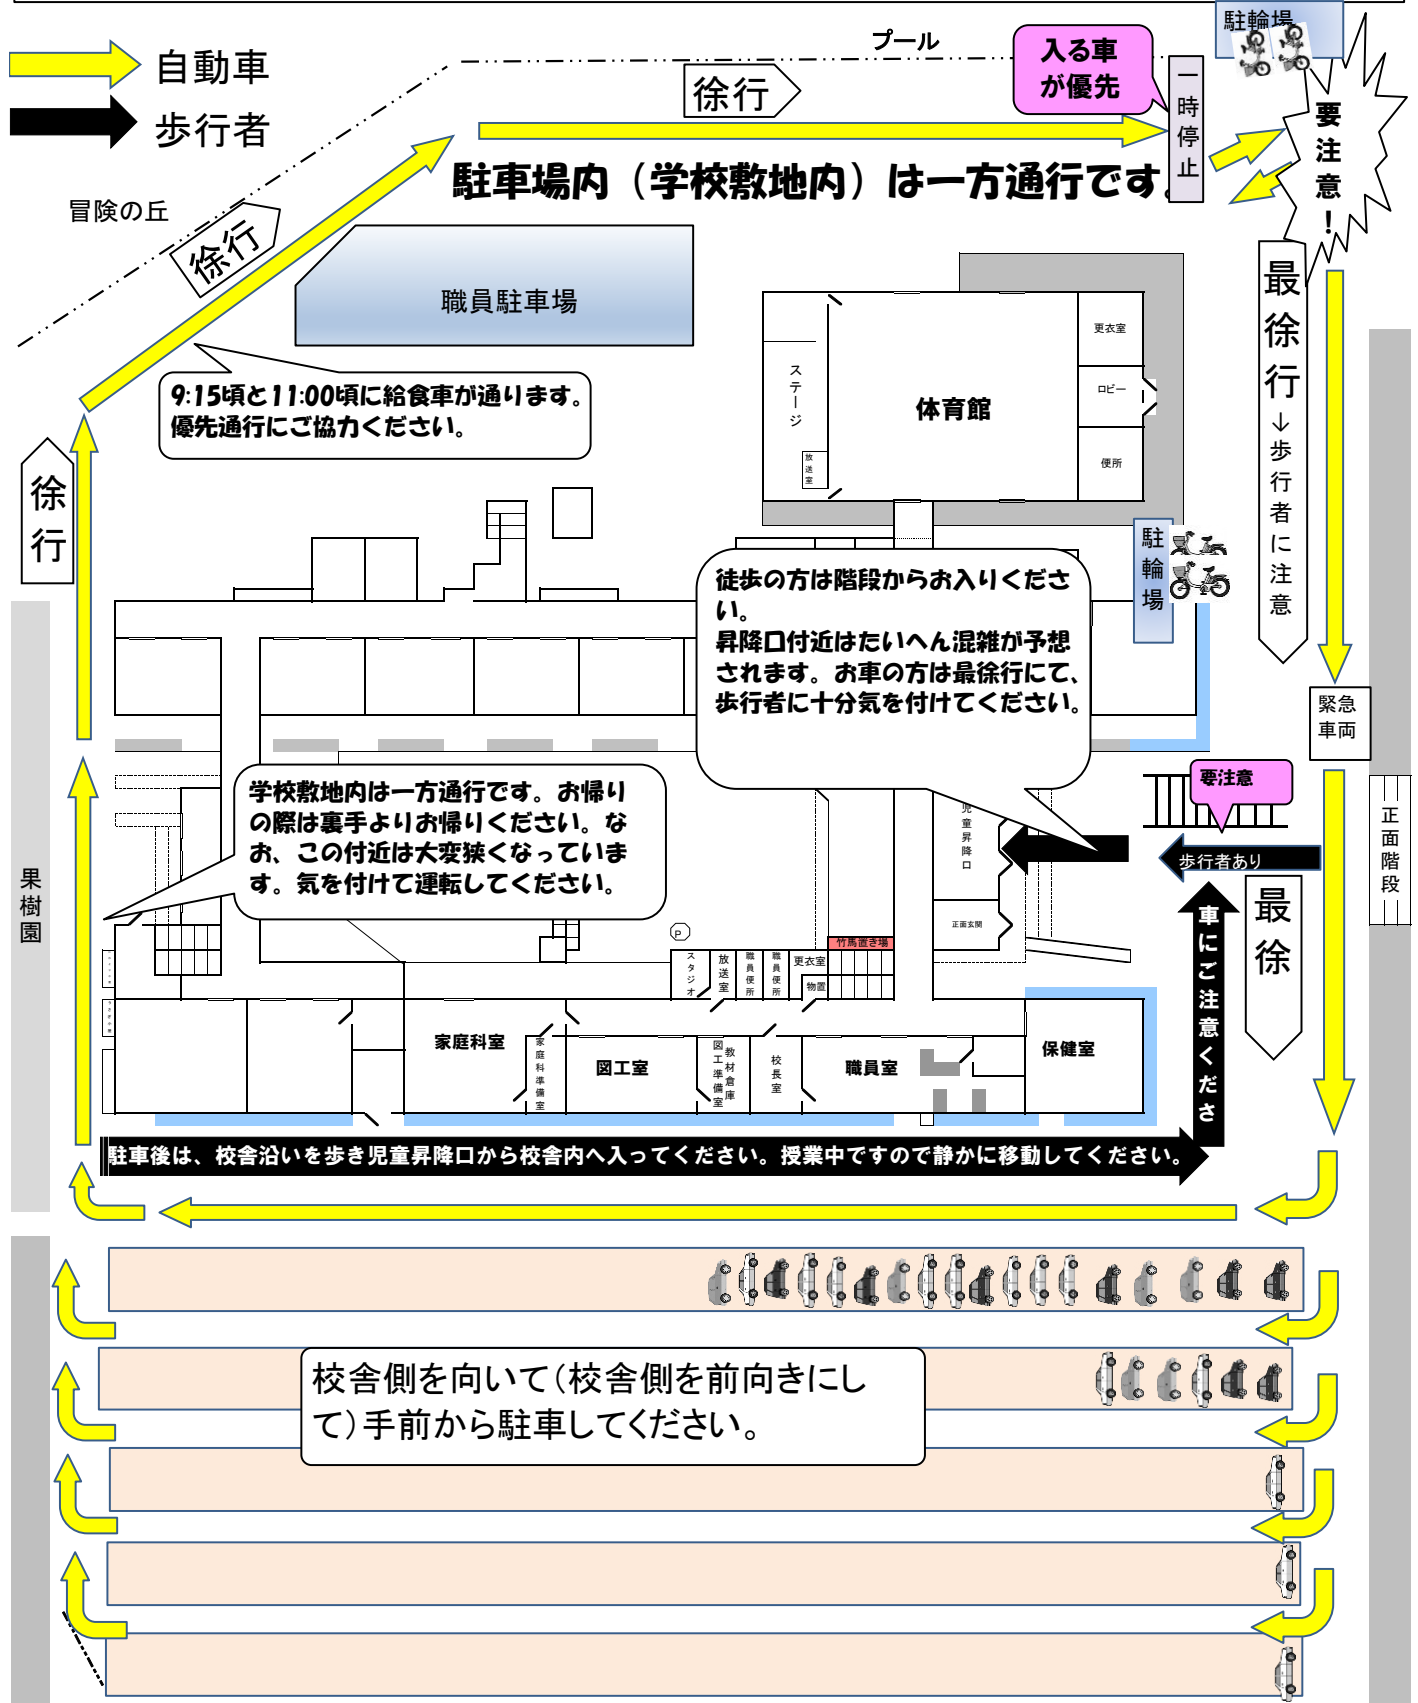 自動車
歩行者
プール
徐行
入る車
が優先
一時停止
駐輪場
要注意！
駐車場内（学校敷地内）は一方通行です。
冒険の丘
徐行
職員駐車場
最徐行↓歩行者に注意
9:15頃と11:00頃に給食車が通ります。
優先通行にご協力ください。
ステージ
放送室
体育館
更衣室
ロビー
便所
徐行
駐輪場
徒歩の方は階段からお入りくださ
い。
昇降口付近はたいへん混雑が予想
されます。お車の方は最徐行にて、
歩行者に十分気を付けてください。
緊急
車両
学校敷地内は一方通行です。お帰り
の際は裏手よりお帰りください。な
お、この付近は大変狭くなっていま
す。気を付けて運転してください。
児童昇降口
要注意
歩行者あり
正面階段
果樹園
正面玄関
P
竹馬置き場
スタジオ
放送室
職員便所
職員便所
更衣室
物置
車にご注意くださ
最徐
家庭科室
家庭科準備室
図工室
図工準備室
教材倉庫
校長室
職員室
保健室
駐車後は、校舎沿いを歩き児童昇降口から校舎内へ入ってください。授業中ですので静かに移動してください。
校舎側を向いて（校舎側を前向きにし
て）手前から駐車してください。